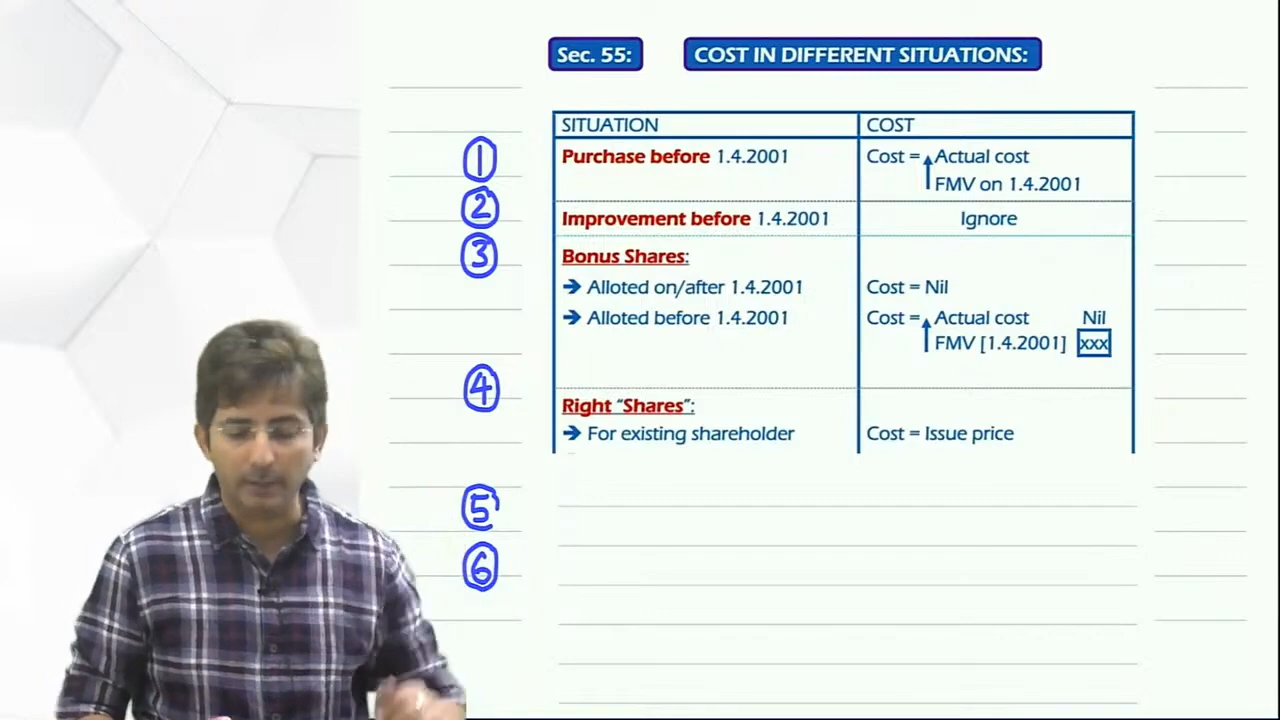 Sec. 55: COST IN DIFFERENT SITUATIONS:
SITUATION COST
① Purchase before 1.4.2001 Cost = Actual cost
FMV on 1.4.2001
② Improvement before 1.4.2001 Ignore
③ Bonus Shares:
➔ Alloted on/after 1.4.2001 Cost = Nil
➔ Alloted before 1.4.2001 Cost = Actual cost Nil
FMV [1.4.2001] xxx
④ Right “Shares”:
➔ For existing shareholder Cost = Issue price
⑤
⑥